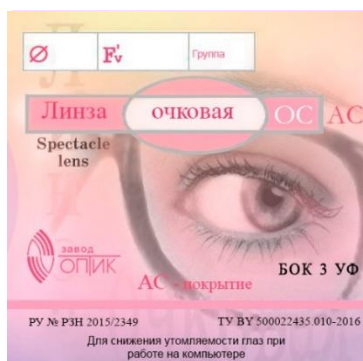 Ø F'v Группа
Линза очковая ОС АС
Spectacle
lens
завод
ОПТИК
БОК 3 УФ
АС - покрытие
РУ № РЗН 2015/2349 ТУ BY 500022435.010-2016
Для снижения утомляемости глаз при
работе на компьютере